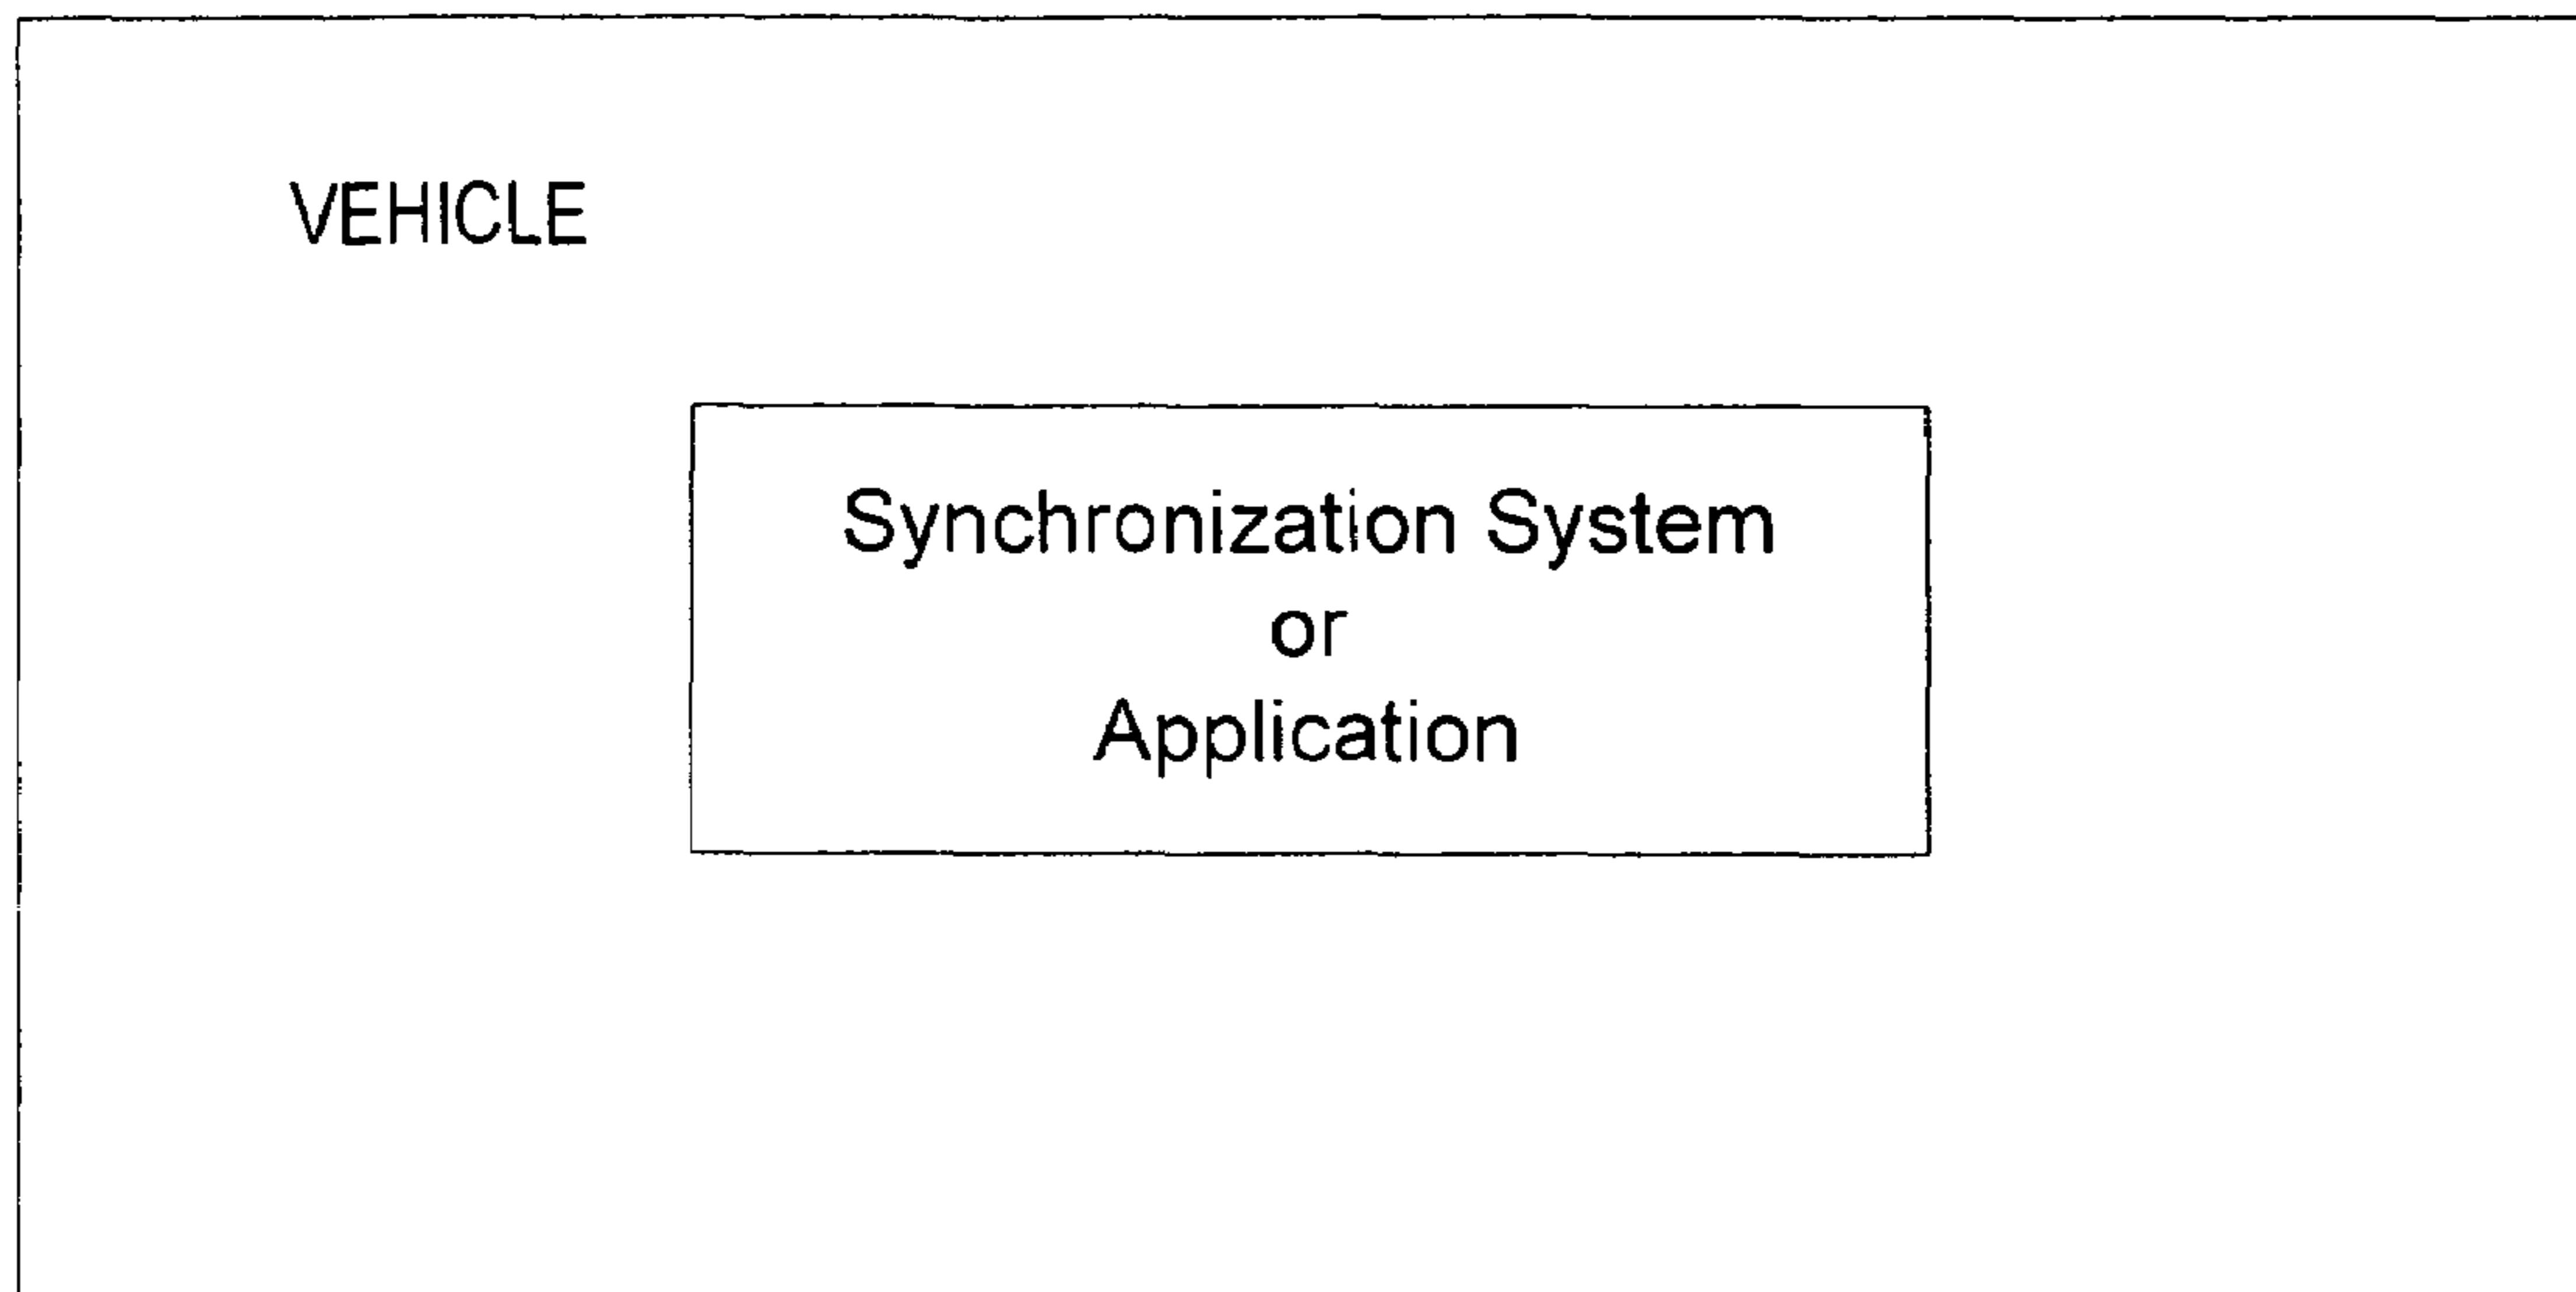 VEHICLE
Synchronization System
or
Application